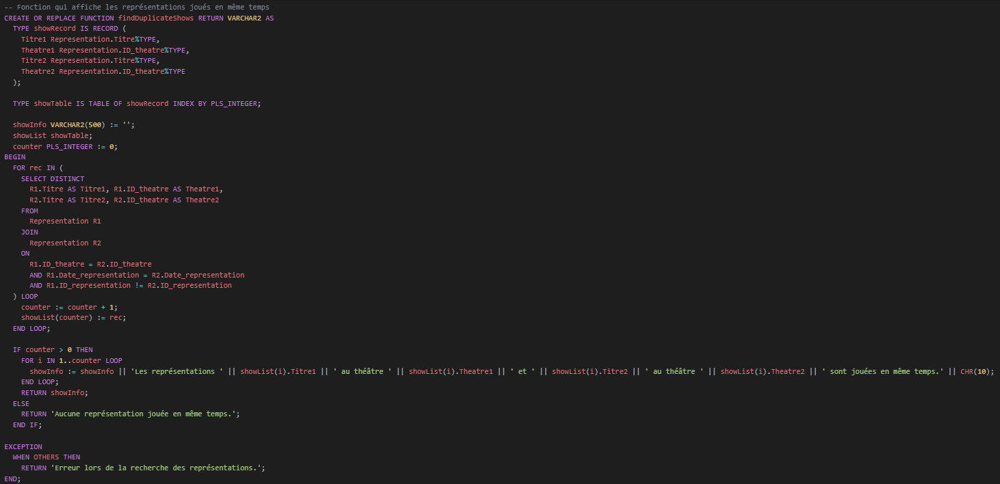 -- Fonction qui affiche les représentations joués en même temps
CREATE OR REPLACE FUNCTION findDuplicateShows RETURN VARCHAR2 AS
  TYPE showRecord IS RECORD (
    Titre1 Representation.Titre%TYPE,
    Theatre1 Representation.ID_theatre%TYPE,
    Titre2 Representation.Titre%TYPE,
    Theatre2 Representation.ID_theatre%TYPE
  );

  TYPE showTable IS TABLE OF showRecord INDEX BY PLS_INTEGER;

  showInfo VARCHAR2(500) := '';
  showList showTable;
  counter PLS_INTEGER := 0;
BEGIN
  FOR rec IN (
    SELECT DISTINCT
      R1.Titre AS Titre1, R1.ID_theatre AS Theatre1,
      R2.Titre AS Titre2, R2.ID_theatre AS Theatre2
    FROM
      Representation R1
    JOIN
      Representation R2
    ON
      R1.ID_theatre = R2.ID_theatre
      AND R1.Date_representation = R2.Date_representation
      AND R1.ID_representation != R2.ID_representation
  ) LOOP
    counter := counter + 1;
    showList(counter) := rec;
  END LOOP;

  IF counter > 0 THEN
    FOR i IN 1..counter LOOP
      showInfo := showInfo || 'Les représentations ' || showList(i).Titre1 || ' au théâtre ' || showList(i).Theatre1 || ' et ' || showList(i).Titre2 || ' au théâtre ' || showList(i).Theatre2 || ' sont jouées en même temps.' || CHR(10);
    END LOOP;
    RETURN showInfo;
  ELSE
    RETURN 'Aucune représentation jouée en même temps.';
  END IF;

EXCEPTION
  WHEN OTHERS THEN
    RETURN 'Erreur lors de la recherche des représentations.';
END;